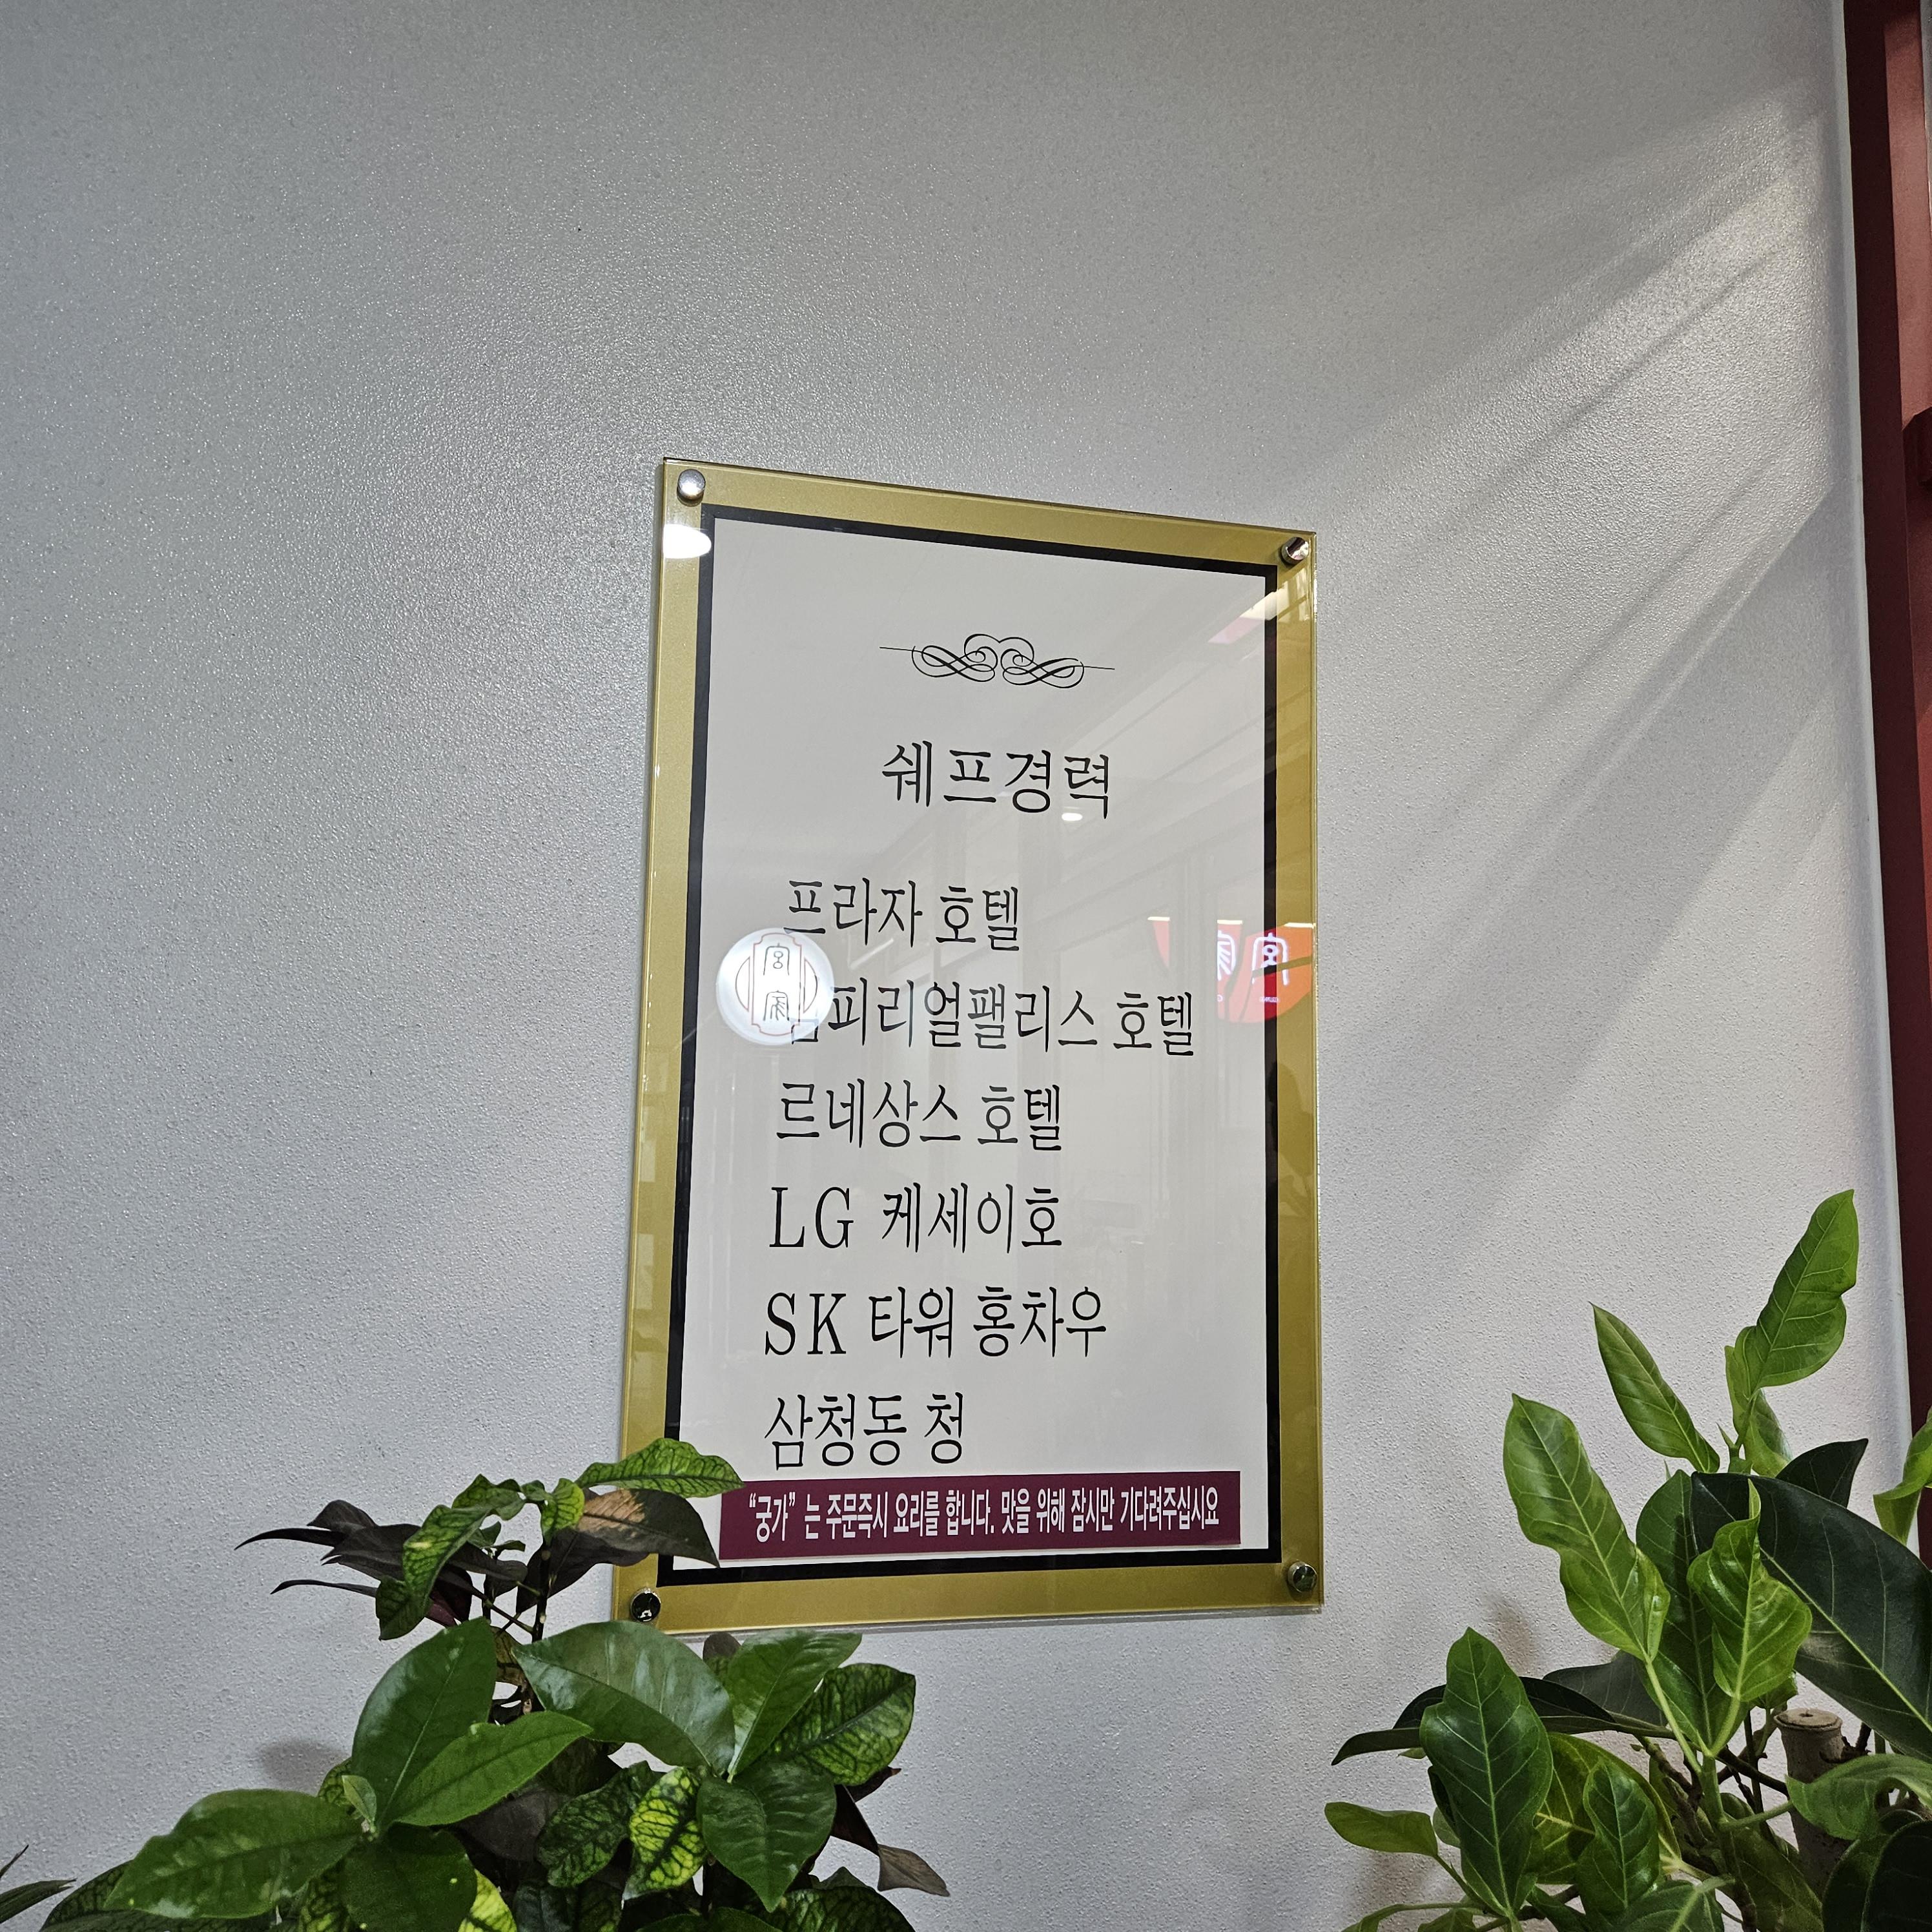 쉐프경력
프라자 호텔
피리얼팰리스 호텔
르네상스 호텔
LG 케세이호
SK 타워 홍차우
삼청동 청
“궁가” 는 주문즉시 요리를 합니다. 맛을 위해 잠시만 기다려주십시요